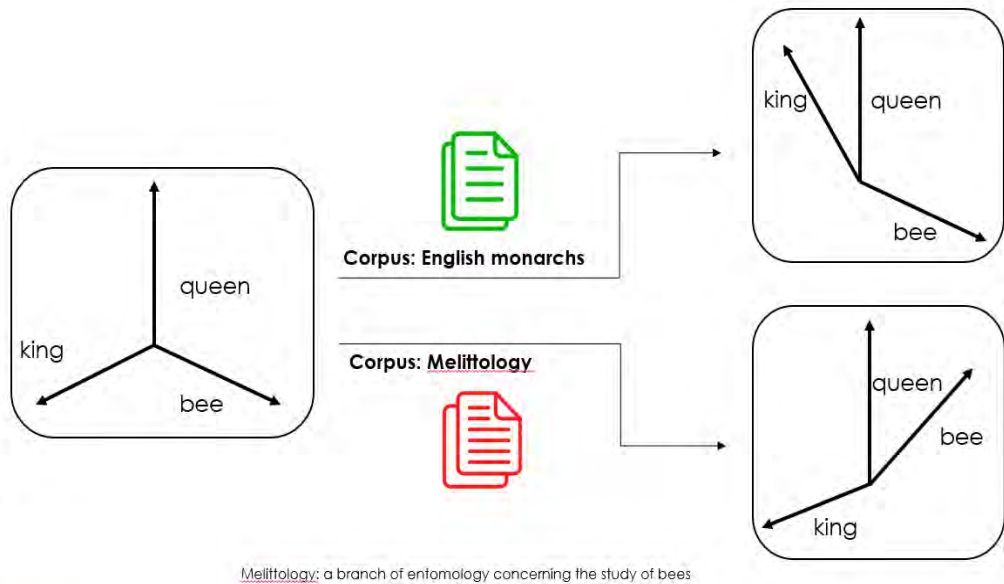 queen
king
bee
Corpus: English monarchs
Corpus: Melittology
king
queen
bee
queen
bee
king
Melittology: a branch of entomology concerning the study of bees